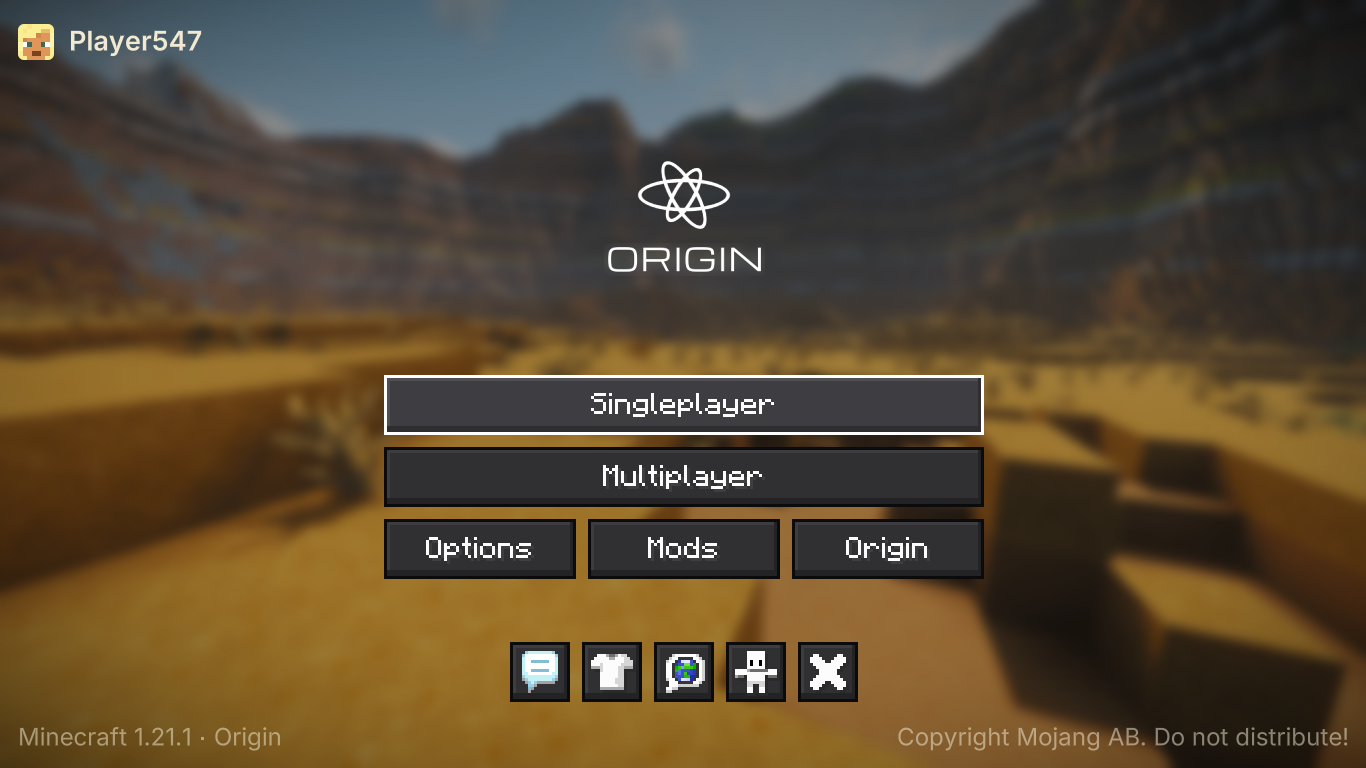 Player547
ORIGIN
Singleplayer
Multiplayer
Options
Mods
Origin
Minecraft 1.21.1 · Origin
Copyright Mojang AB. Do not distribute!